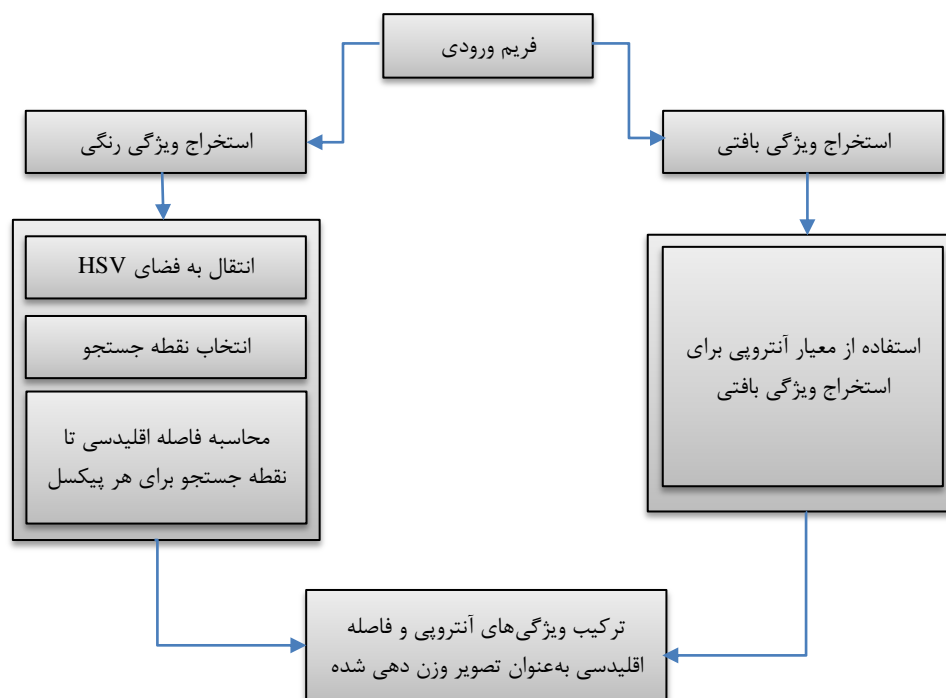 فریم ورودی
استخراج ویژگی بافتی
استخراج ویژگی رنگی
انتقال به فضای HSV
انتخاب نقطه جستجو
محاسبه فاصله اقلیدسی تا
نقطه جستجو برای هر پیکسل
استفاده از معیار آنتروپی برای
استخراج ویژگی بافتی
ترکیب ویژگی‌های آنتروپی و فاصله
اقلیدسی به‌عنوان تصویر وزن دهی شده